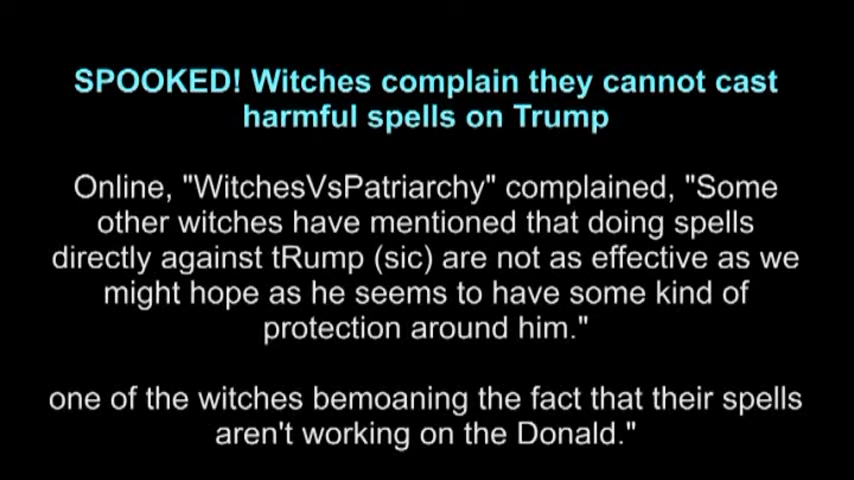 SPOOKED! Witches complain they cannot cast
harmful spells on Trump
Online, "WitchesVsPatriarchy" complained, "Some
other witches have mentioned that doing spells
directly against tRump (sic) are not as effective as we
might hope as he seems to have some kind of
protection around him."
one of the witches bemoaning the fact that their spells
aren't working on the Donald."